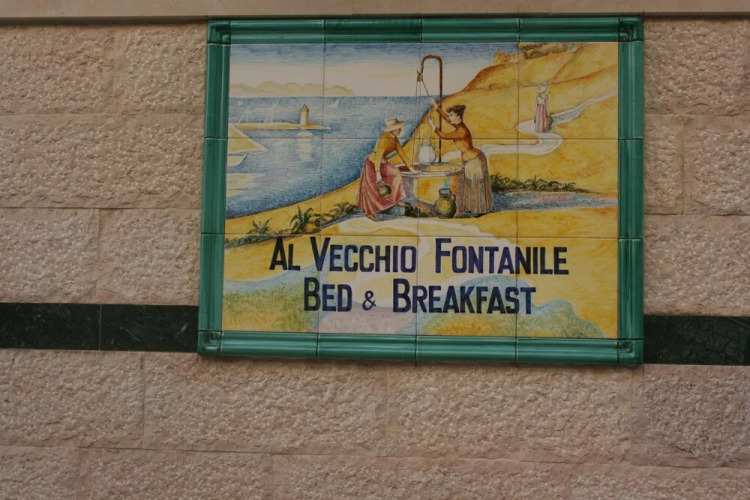 AL VECCHIO FONTANILE
BED & BREAKFAST